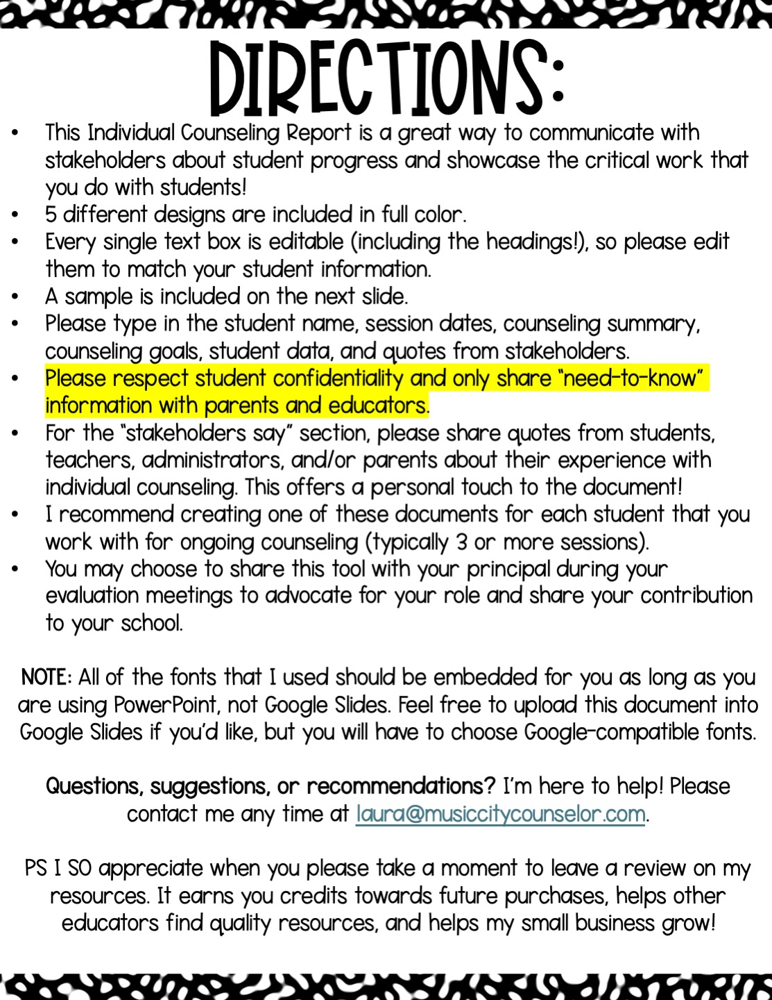 DIRECTIONS:
• This Individual Counseling Report is a great way to communicate with
stakeholders about student progress and showcase the critical work that
you do with students!
• 5 different designs are included in full color.
• Every single text box is editable (including the headings!), so please edit
them to match your student information.
• A sample is included on the next slide.
• Please type in the student name, session dates, counseling summary,
counseling goals, student data, and quotes from stakeholders.
• Please respect student confidentiality and only share “need-to-know”
information with parents and educators.
• For the “stakeholders say” section, please share quotes from students,
teachers, administrators, and/or parents about their experience with
individual counseling. This offers a personal touch to the document!
• I recommend creating one of these documents for each student that you
work with for ongoing counseling (typically 3 or more sessions).
• You may choose to share this tool with your principal during your
evaluation meetings to advocate for your role and share your contribution
to your school.
NOTE: All of the fonts that I used should be embedded for you as long as you
are using PowerPoint, not Google Slides. Feel free to upload this document into
Google Slides if you’d like, but you will have to choose Google-compatible fonts.
Questions, suggestions, or recommendations? I’m here to help! Please
contact me any time at laura@musiccitycounselor.com.
PS I SO appreciate when you please take a moment to leave a review on my
resources. It earns you credits towards future purchases, helps other
educators find quality resources, and helps my small business grow!